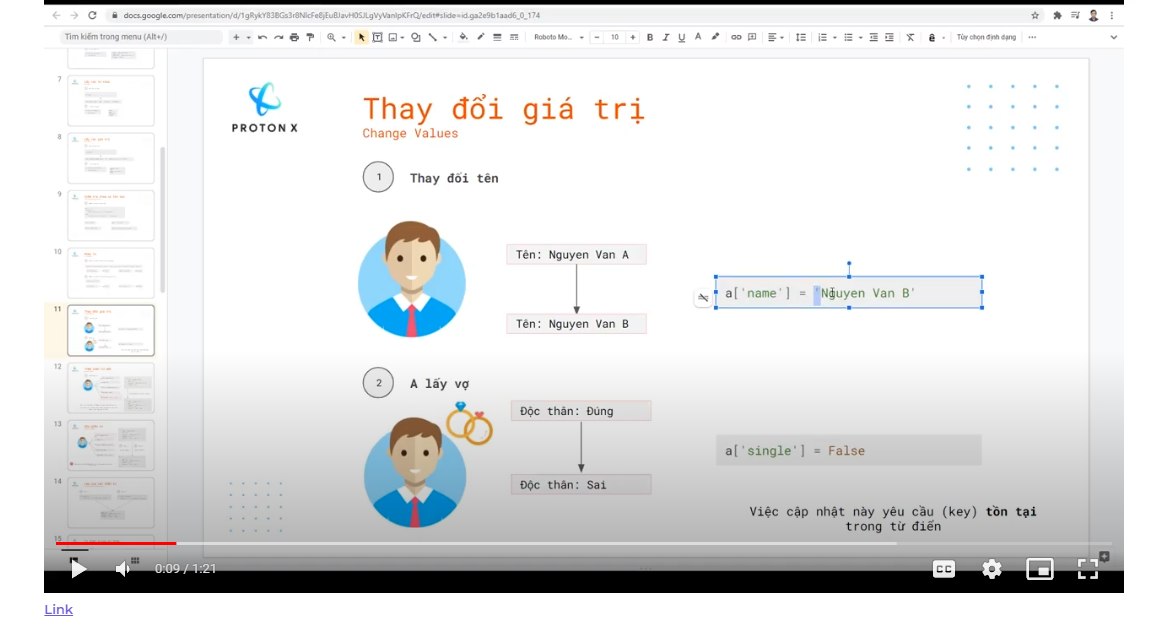 docs.google.com/presentation/d/1gRykY83BGs3r8NlcFe8jEuBJavH0SJLgVyVanIpKFrQ/edit#slide=id.ga2e9b1aad6_0_174
Tìm kiếm trong menu (Alt+/)
Roboto Mo...
10
B I U A
Tùy chọn định dạng
7
8
9
10
11
12
13
14
15
PROTON X
Thay đổi giá trị
Change Values
1
Thay đổi tên
Tên: Nguyen Van A
a['name'] = 'Nguyen Van B'
Tên: Nguyen Van B
2
A lấy vợ
Độc thân: Đúng
a['single'] = False
Độc thân: Sai
Việc cập nhật này yêu cầu (key) tồn tại
trong từ điển
0:09 / 1:21
CC
Link